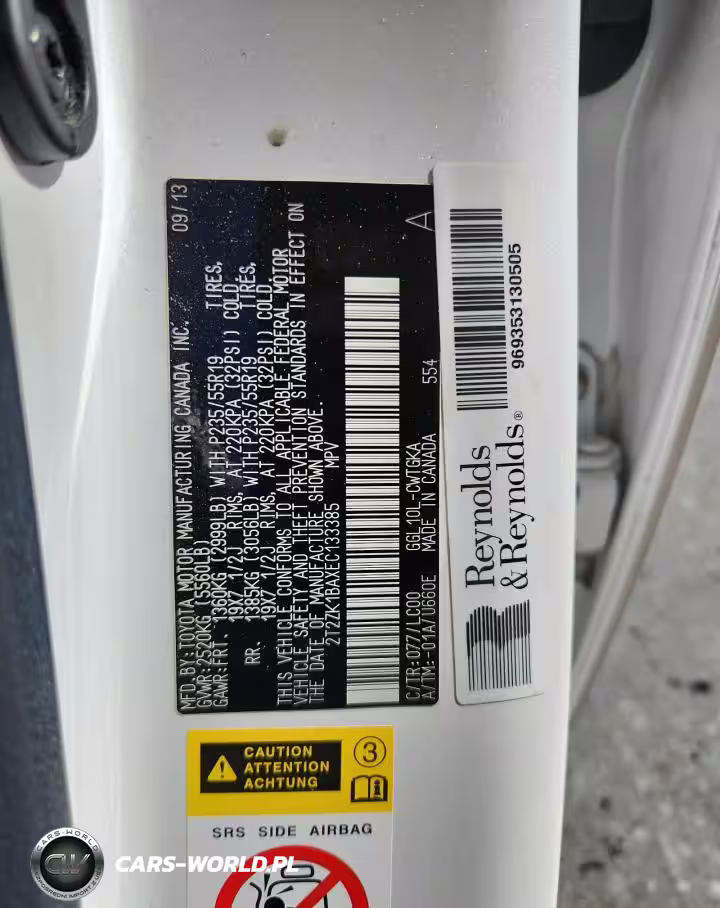 MFD.BY:TOYOTA MOTOR MANUFACTURING CANADA INC. 09/13
GVWR:2520KG (5560LB)
GAWR:FRT. 1360KG (2999LB) WITH P235/55R19 TIRES,
19X7 1/2J RIMS, AT 220KPA (32PSI) COLD.
RR. 1385KG (3056LB) WITH P235/55R19 TIRES,
19X7 1/2J RIMS, AT 220KPA (32PSI) COLD.
THIS VEHICLE CONFORMS TO ALL APPLICABLE FEDERAL MOTOR
VEHICLE SAFETY AND THEFT PREVENTION STANDARDS IN EFFECT ON
THE DATE OF MANUFACTURE SHOWN ABOVE.
2T2ZK1BAXEC133385 MPV
A
C/TR:077/LC00 GGL10L-CWTGKA
A/TM:-01A/U660E MADE IN CANADA 554
Reynolds
& Reynolds®
969353130505
CAUTION
ATTENTION
ACHTUNG
3
SRS SIDE AIRBAG
CARS-WORLD
CW
CARS-WORLD.PL